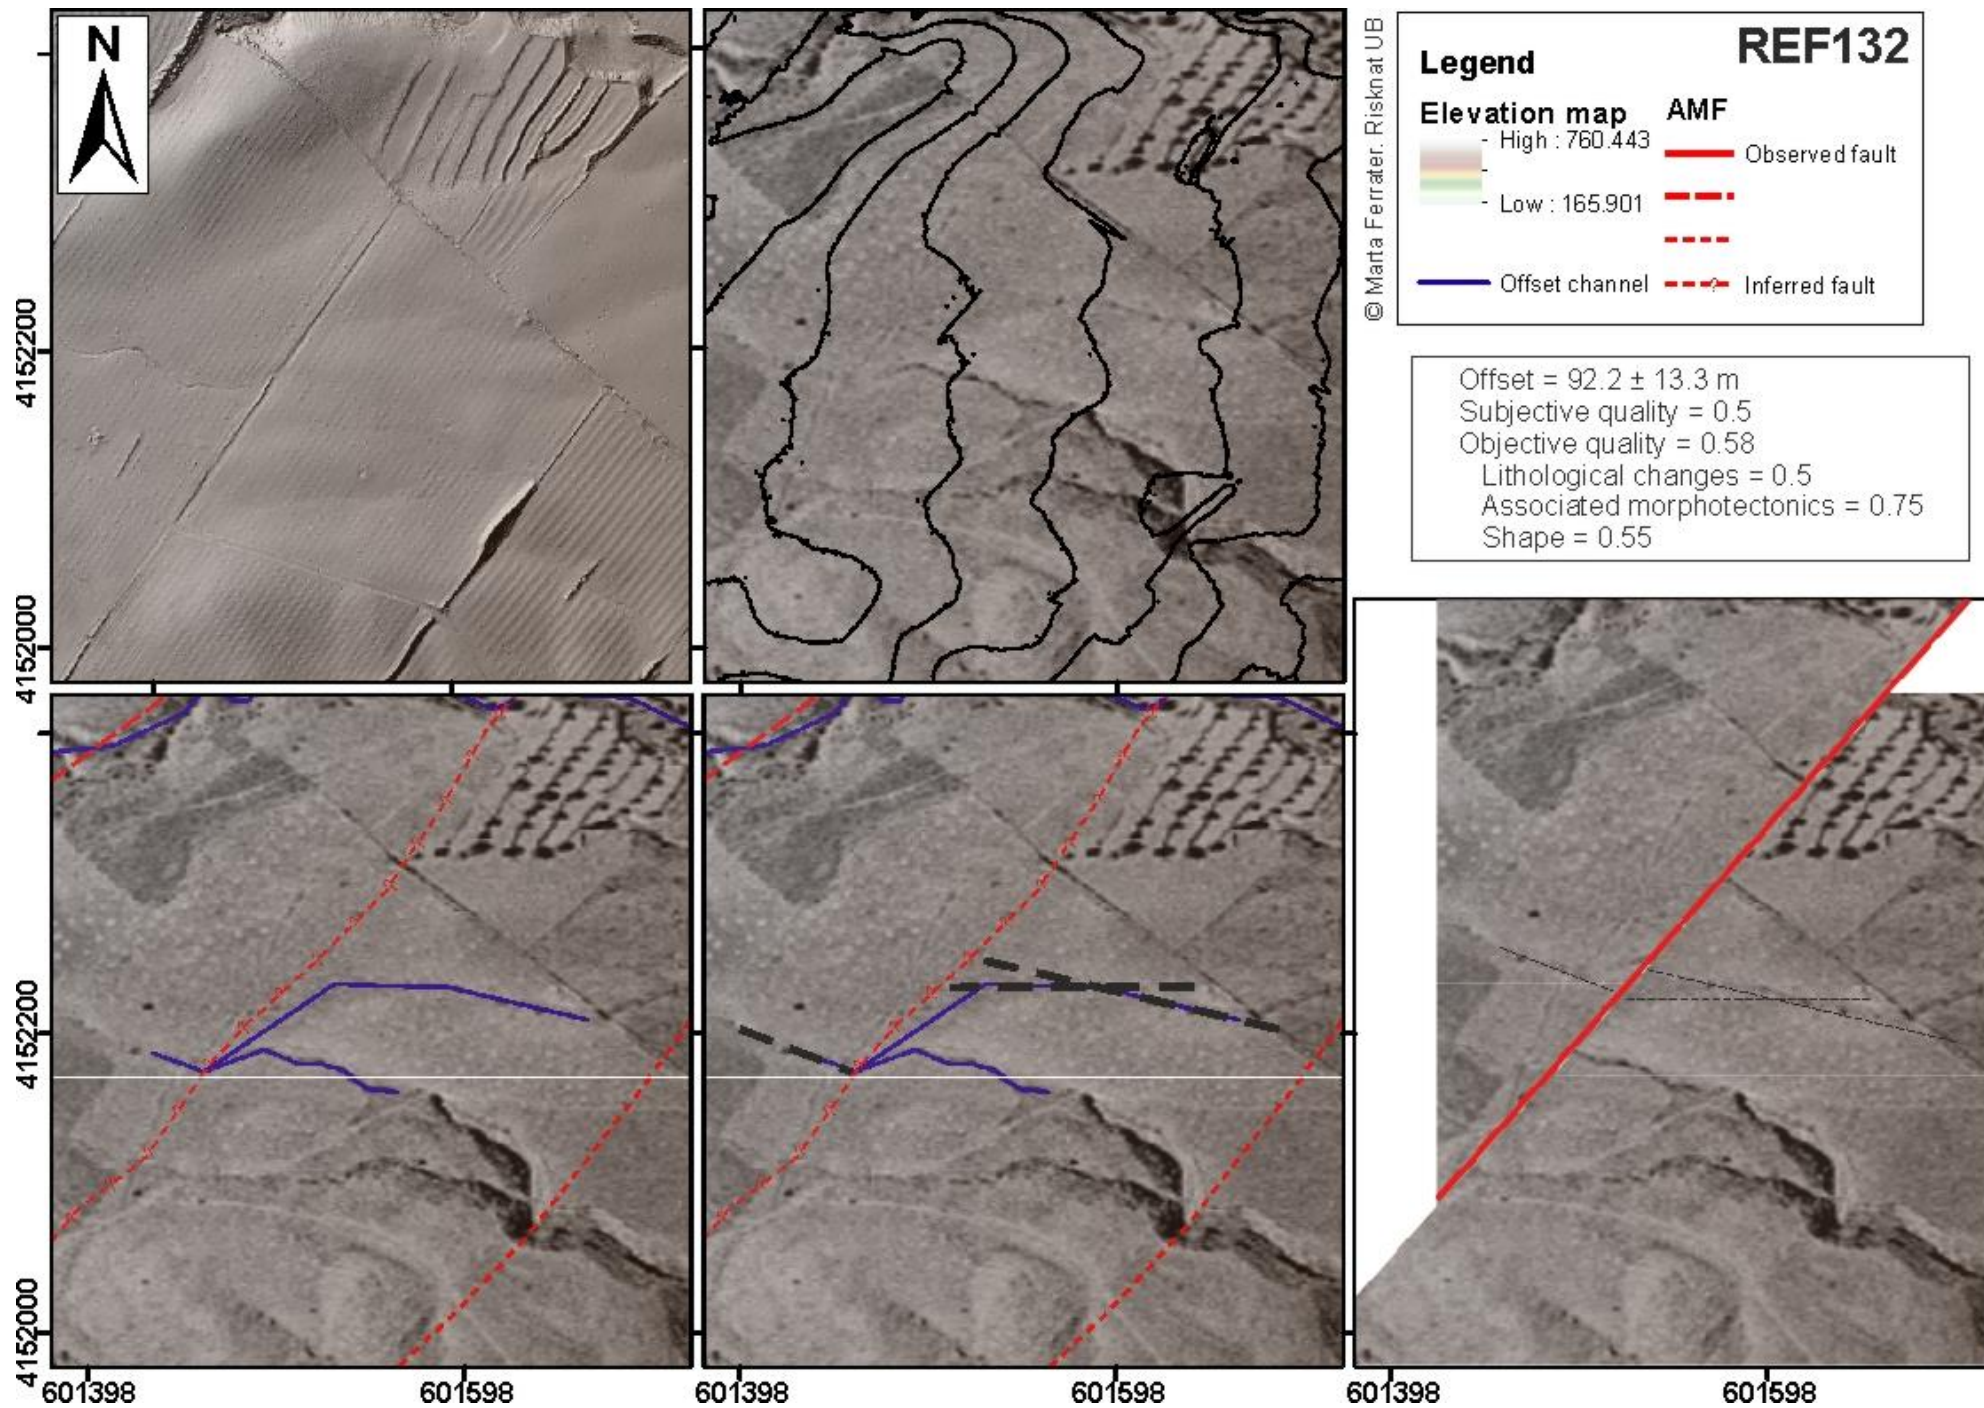 N
4152200
4152000
© Marta Ferrater. Risknat UB
REF132
Legend
Elevation map
High : 760.443
Low : 165.901
AMF
Observed fault
Offset channel
Inferred fault
Offset = 92.2 ± 13.3 m
Subjective quality = 0.5
Objective quality = 0.58
Lithological changes = 0.5
Associated morphotectonics = 0.75
Shape = 0.55
4152200
4152000
601398
601598
601398
601598
601398
601598